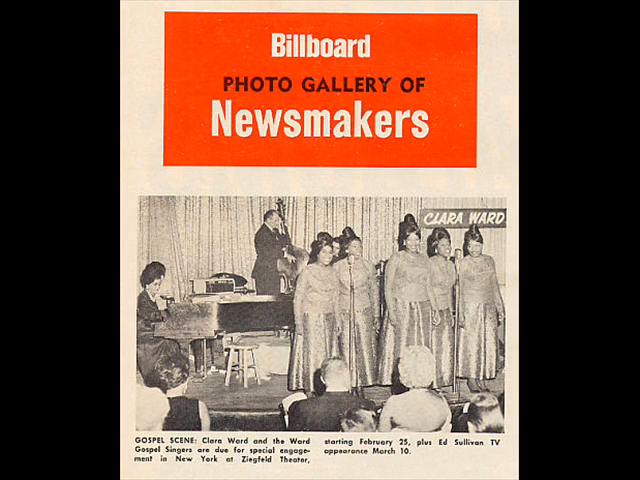 Billboard
PHOTO GALLERY OF
Newsmakers
CLARA WARD
GOSPEL SCENE: Clara Ward and the Ward
Gospel Singers are due for special engage-
ment in New York at Ziegfeld Theater,
starting February 25, plus Ed Sullivan TV
appearance March 10.